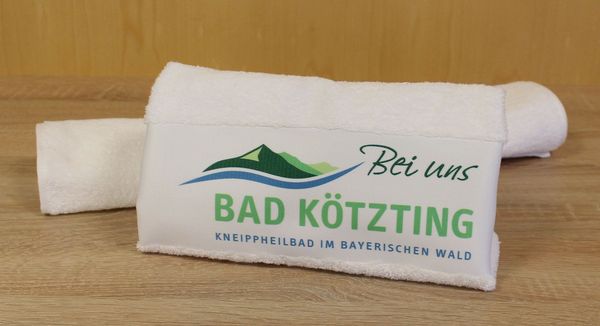 Bei uns
BAD KÖTZTING
KNEIPPHEILBAD IM BAYERISCHEN WALD